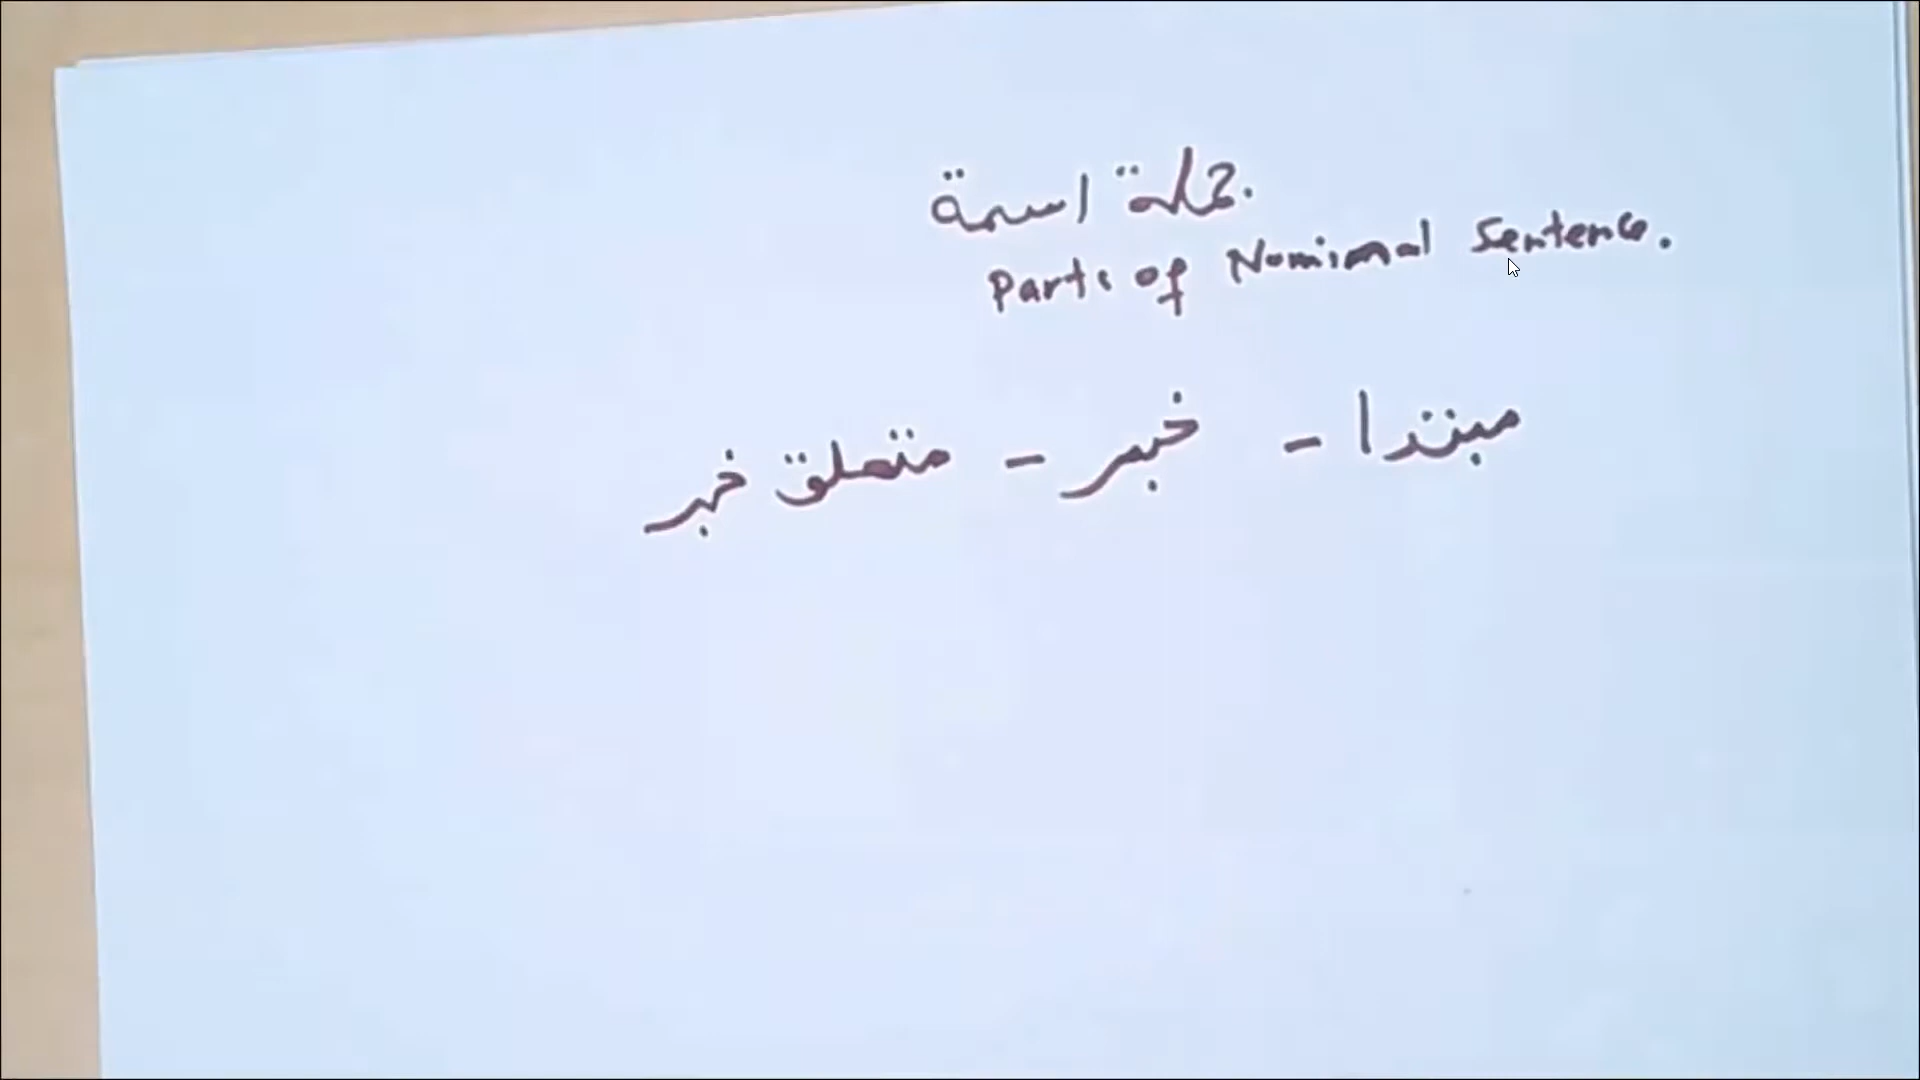 جملة اسمية
Parts of Nominal Sentence.
مبتدا - خبر - متعلق خبر